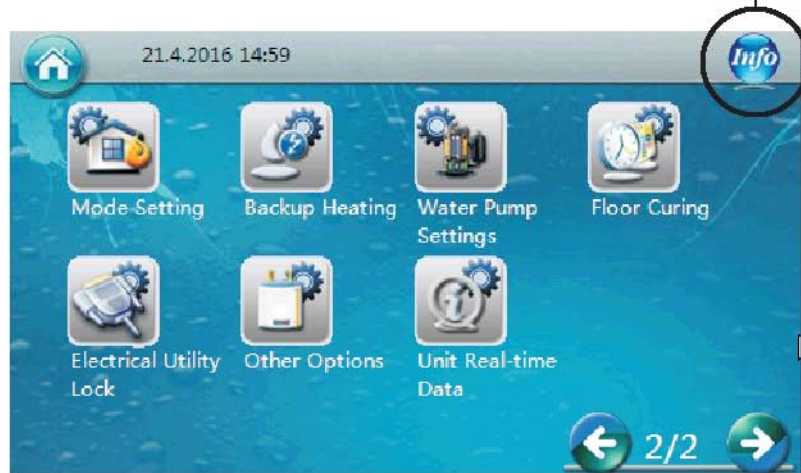 21.4.2016 14:59
Info
Mode Setting
Backup Heating
Water Pump
Settings
Floor Curing
Electrical Utility
Lock
Other Options
Unit Real-time
Data
2/2